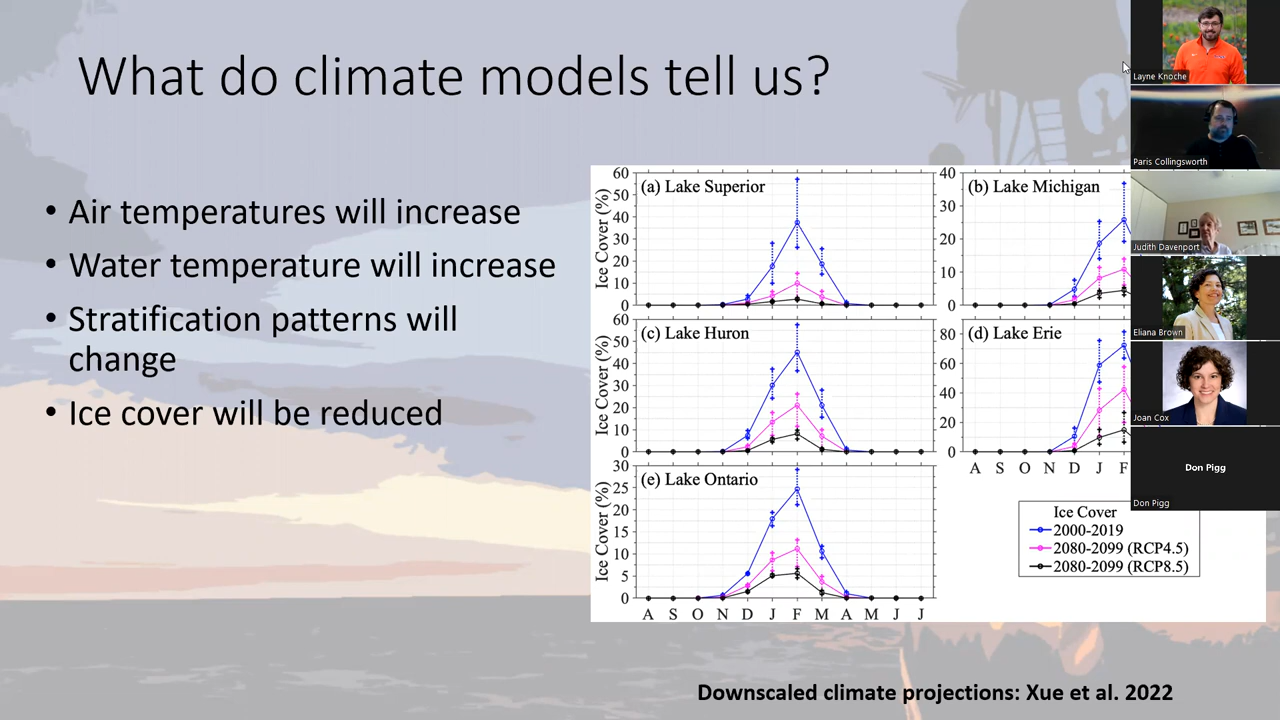 What do climate models tell us?
• Air temperatures will increase
• Water temperature will increase
• Stratification patterns will
change
• Ice cover will be reduced
60
50
40
30
20
10
0
Ice Cover (%)
(a) Lake Superior
40
30
20
10
0
(b) Lake Michigan
60
50
40
30
20
10
0
Ice Cover (%)
(c) Lake Huron
80
60
40
20
0
(d) Lake Erie
A S O N D J F
30
25
20
15
10
5
0
Ice Cover (%)
(e) Lake Ontario
A S O N D J F M A M J J
Ice Cover
2000-2019
2080-2099 (RCP4.5)
2080-2099 (RCP8.5)
Downscaled climate projections: Xue et al. 2022
Layne Knoche
Paris Collingsworth
Judith Davenport
Eliana Brown
Joan Cox
Don Pigg
Don Pigg